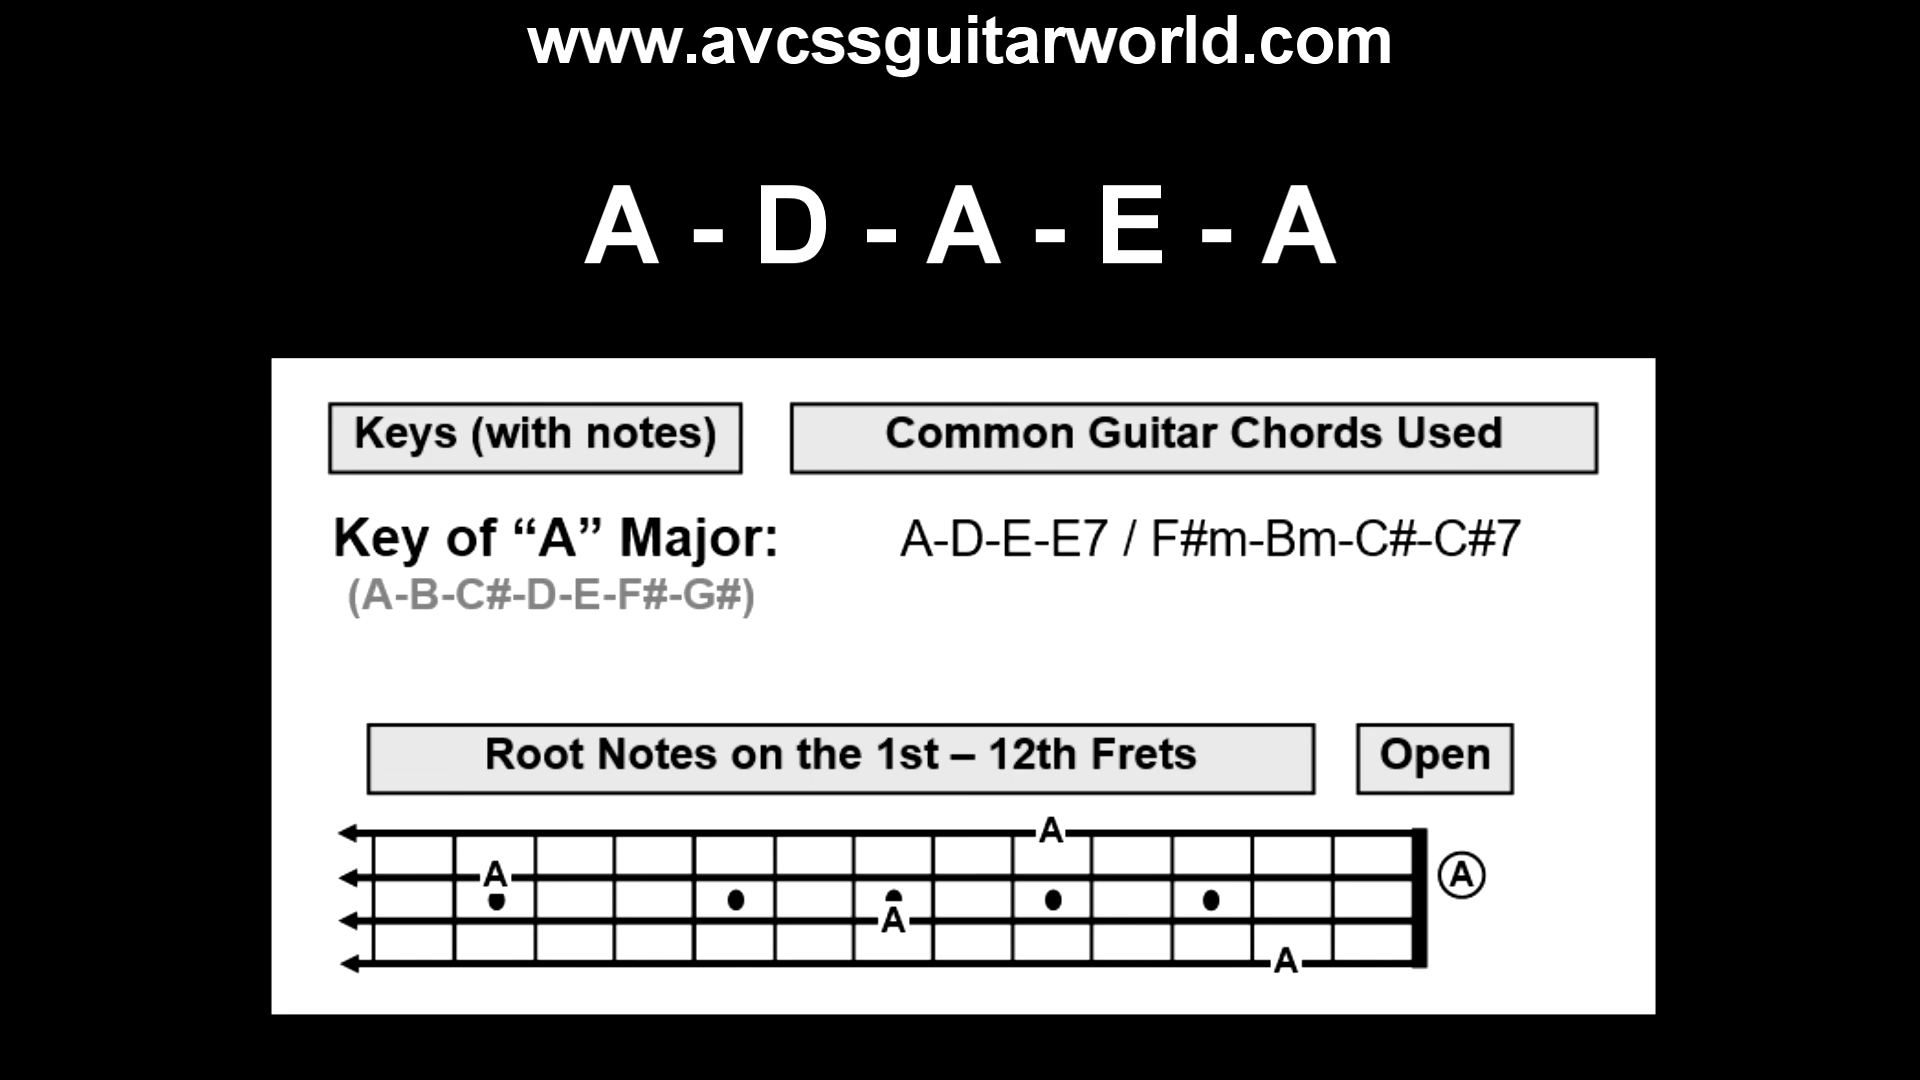 www.avcssguitarworld.com
A - D - A - E - A
Keys (with notes)
Common Guitar Chords Used
Key of “A” Major:
A-D-E-E7 / F#m-Bm-C#-C#7
(A-B-C#-D-E-F#-G#)
Root Notes on the 1st – 12th Frets
Open
A
A
A
A
A